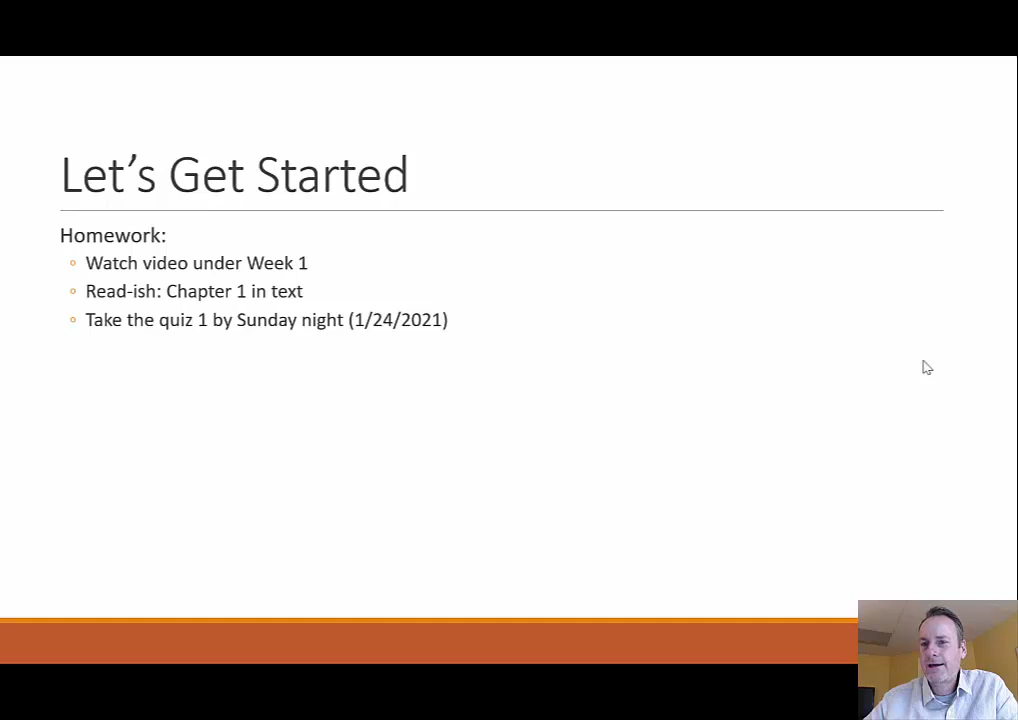 Let’s Get Started
Homework:
Watch video under Week 1
Read-ish: Chapter 1 in text
Take the quiz 1 by Sunday night (1/24/2021)